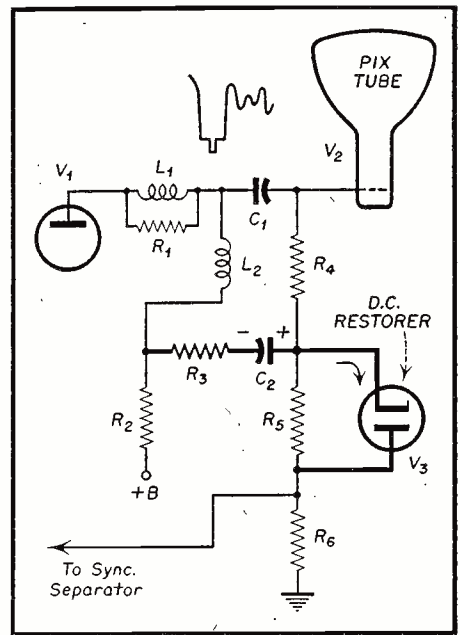 PIX
TUBE
V1
L1
V2
C1
R1
L2
R4
D.C.
RESTORER
- +
R3
C2
R2
R5
V3
+B
R6
To Sync.
Separator